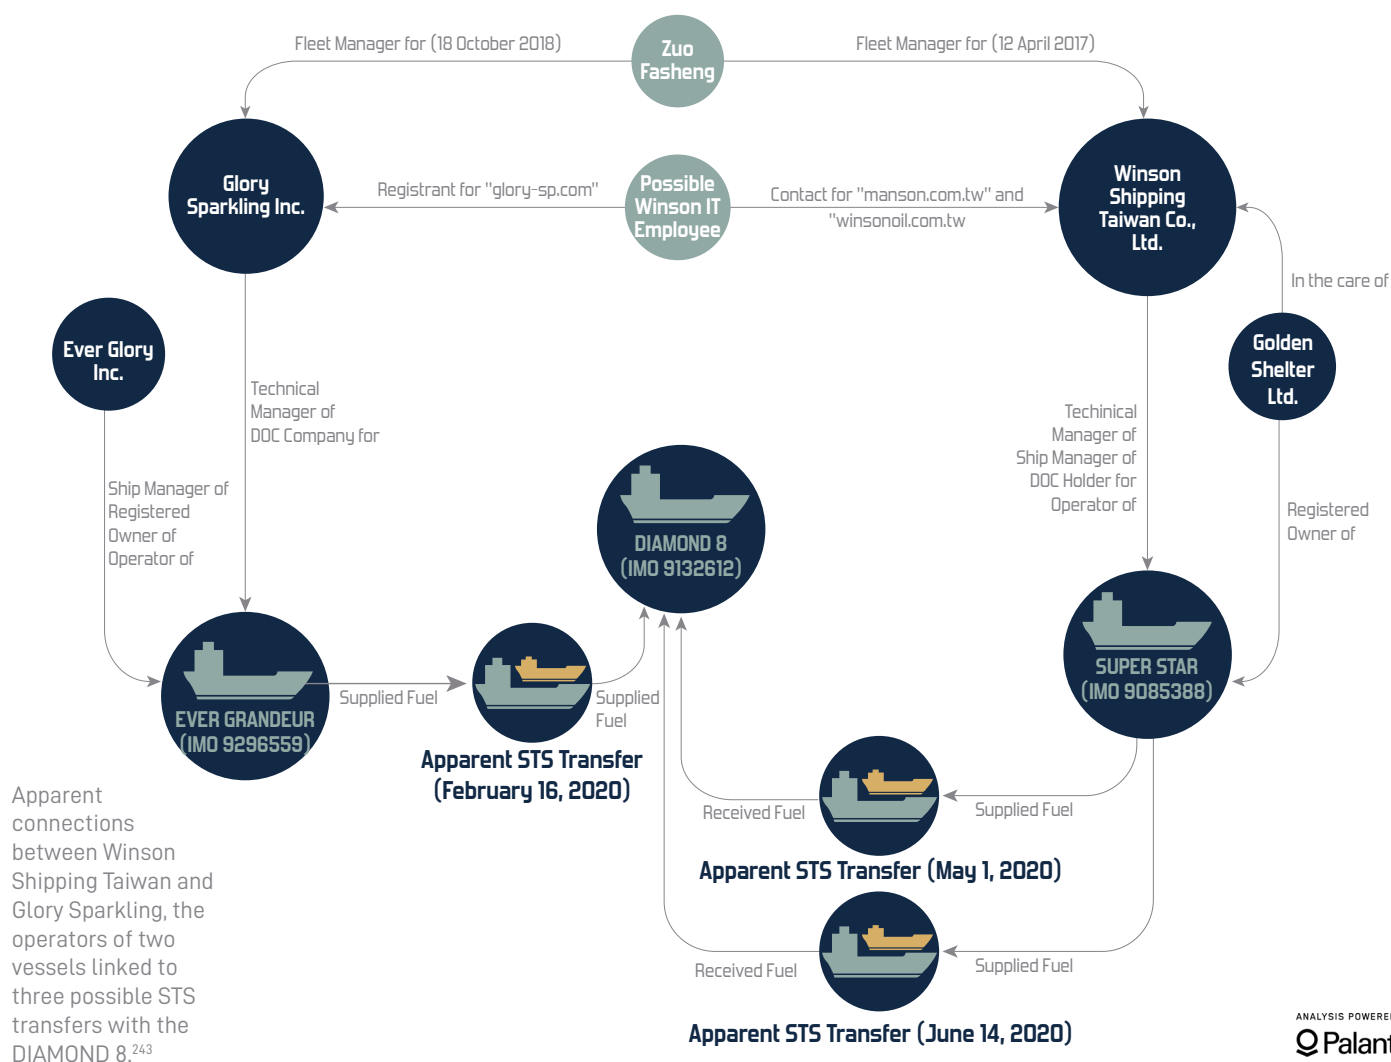 Fleet Manager for (18 October 2018)
Zuo
Fasheng
Fleet Manager for (12 April 2017)
Glory
Sparkling Inc.
Registrant for "glory-sp.com"
Possible
Winson IT
Employee
Contact for "manson.com.tw" and
"winsonoil.com.tw
Winson
Shipping
Taiwan Co.,
Ltd.
In the care of
Ever Glory
Inc.
Golden
Shelter
Ltd.
Technical
Manager of
DOC Company for
Techinical
Manager of
Ship Manager of
DOC Holder for
Operator of
Ship Manager of
Registered
Owner of
Operator of
Registered
Owner of
DIAMOND 8
(IMO 9132612)
EVER GRANDEUR
(IMO 9296559)
Supplied Fuel
Supplied
Fuel
SUPER STAR
(IMO 9085388)
Apparent STS Transfer
(February 16, 2020)
Received Fuel
Supplied Fuel
Apparent STS Transfer (May 1, 2020)
Received Fuel
Supplied Fuel
Apparent STS Transfer (June 14, 2020)
Apparent
connections
between Winson
Shipping Taiwan and
Glory Sparkling, the
operators of two
vessels linked to
three possible STS
transfers with the
DIAMOND 8.243
ANALYSIS POWERED
Palant